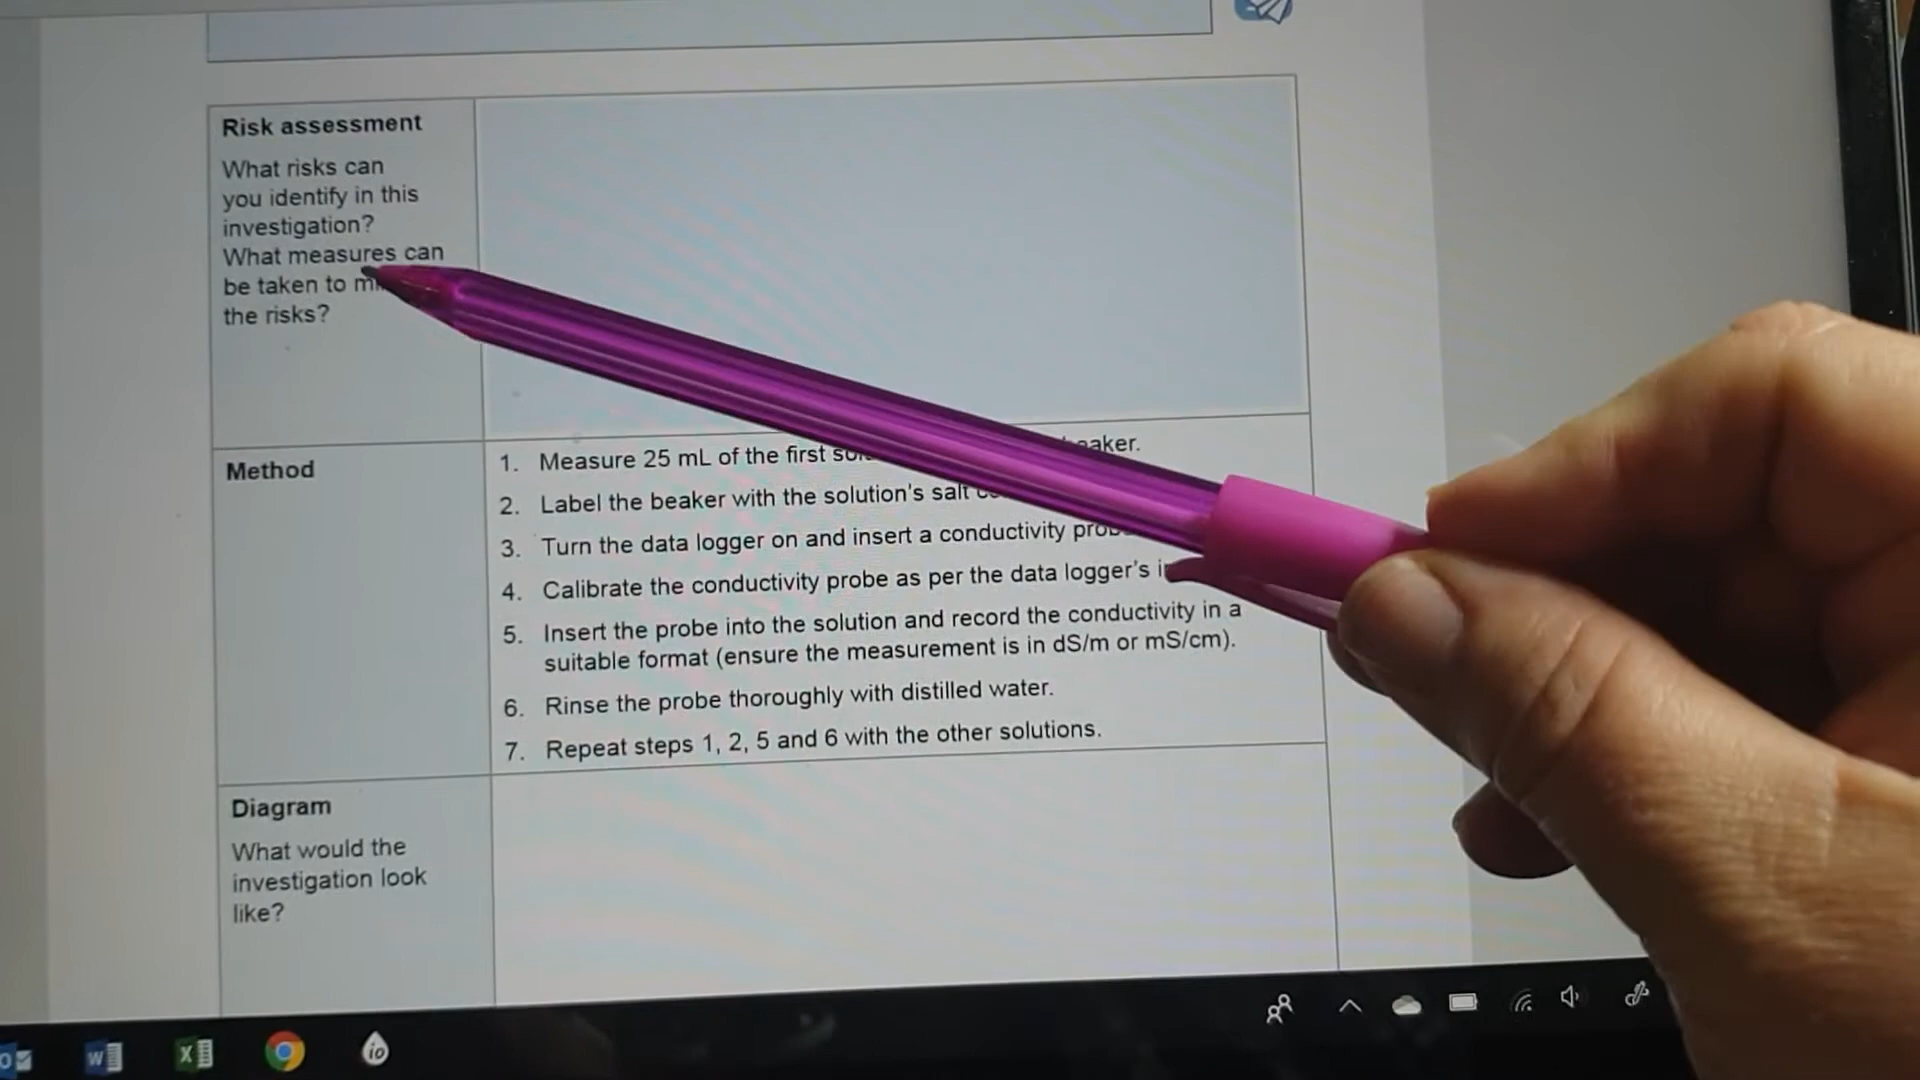 Risk assessment
What risks can
you identify in this
investigation?
What measures can
be taken to
the risks?
Method
1. Measure 25 mL of the first
2. Label the beaker with the solution's salt
3. Turn the data logger on and insert a conductivity
4. Calibrate the conductivity probe as per the data logger's
5. Insert the probe into the solution and record the conductivity in a
suitable format (ensure the measurement is in dS/m or mS/cm).
6. Rinse the probe thoroughly with distilled water.
7. Repeat steps 1, 2, 5 and 6 with the other solutions.
Diagram
What would the
investigation look
like?
io